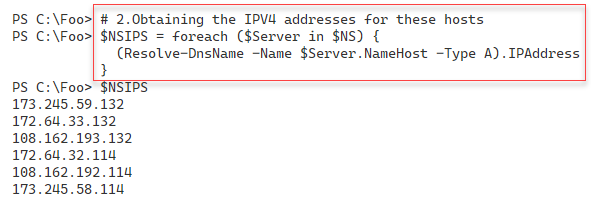 PS C:\Foo> # 2.Obtaining the IPV4 addresses for these hosts
PS C:\Foo> $NSIPS = foreach ($Server in $NS) {
(Resolve-DnsName -Name $Server.NameHost -Type A).IPAddress
}
PS C:\Foo> $NSIPS
173.245.59.132
172.64.33.132
108.162.193.132
172.64.32.114
108.162.192.114
173.245.58.114